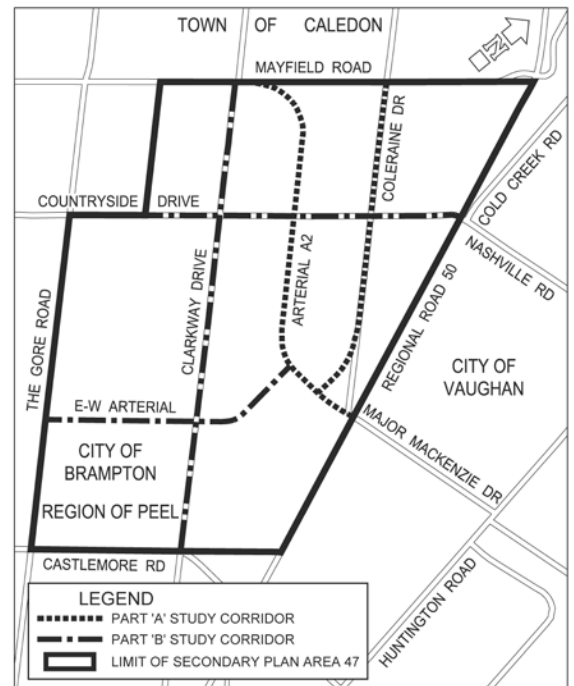 TOWN OF CALEDON
MAYFIELD ROAD
N
COLERAINE DR
COLD CREEK RD
COUNTRYSIDE DRIVE
NASHVILLE RD
ARTERIAL A2
CLARKWAY DRIVE
REGIONAL ROAD 50
THE GORE ROAD
CITY OF
VAUGHAN
E-W ARTERIAL
MAJOR MACKENZIE DR
CITY OF
BRAMPTON
REGION OF PEEL
CASTLEMORE RD
HUNTINGTON ROAD
LEGEND
PART 'A' STUDY CORRIDOR
PART 'B' STUDY CORRIDOR
LIMIT OF SECONDARY PLAN AREA 47